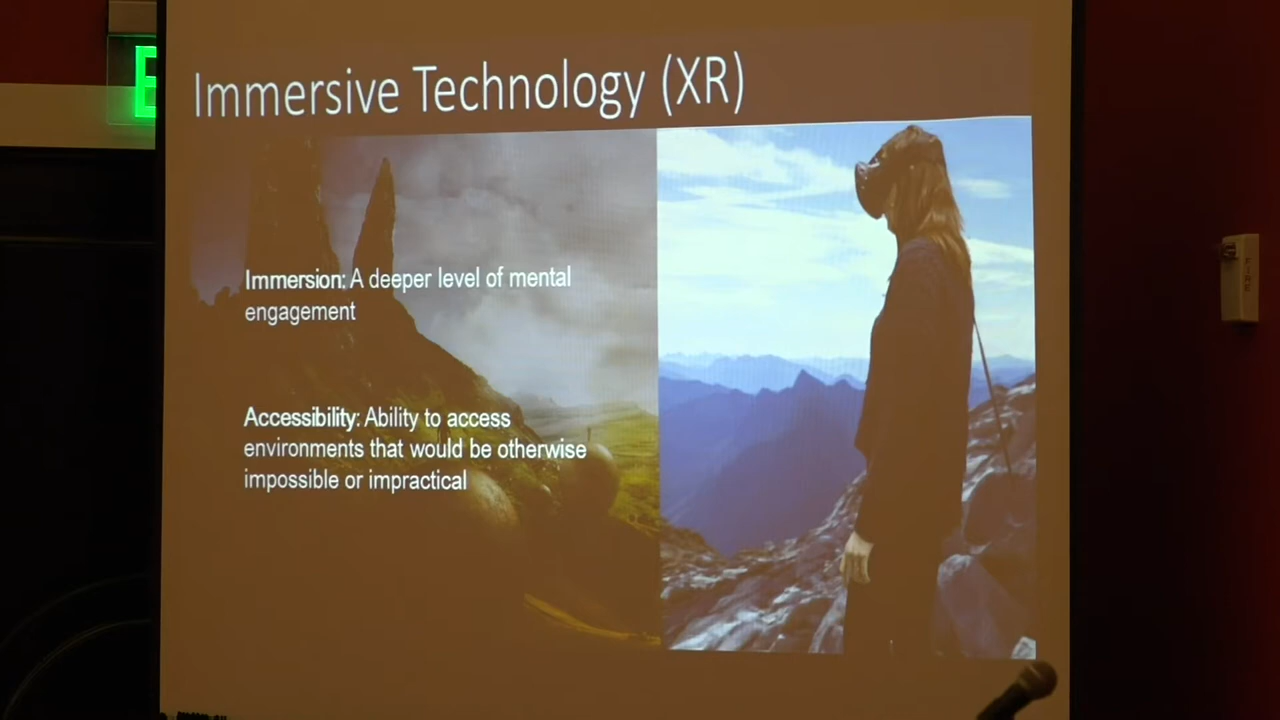 E
Immersive Technology (XR)
Immersion: A deeper level of mental
engagement
Accessibility: Ability to access
environments that would be otherwise
impossible or impractical
FIRE